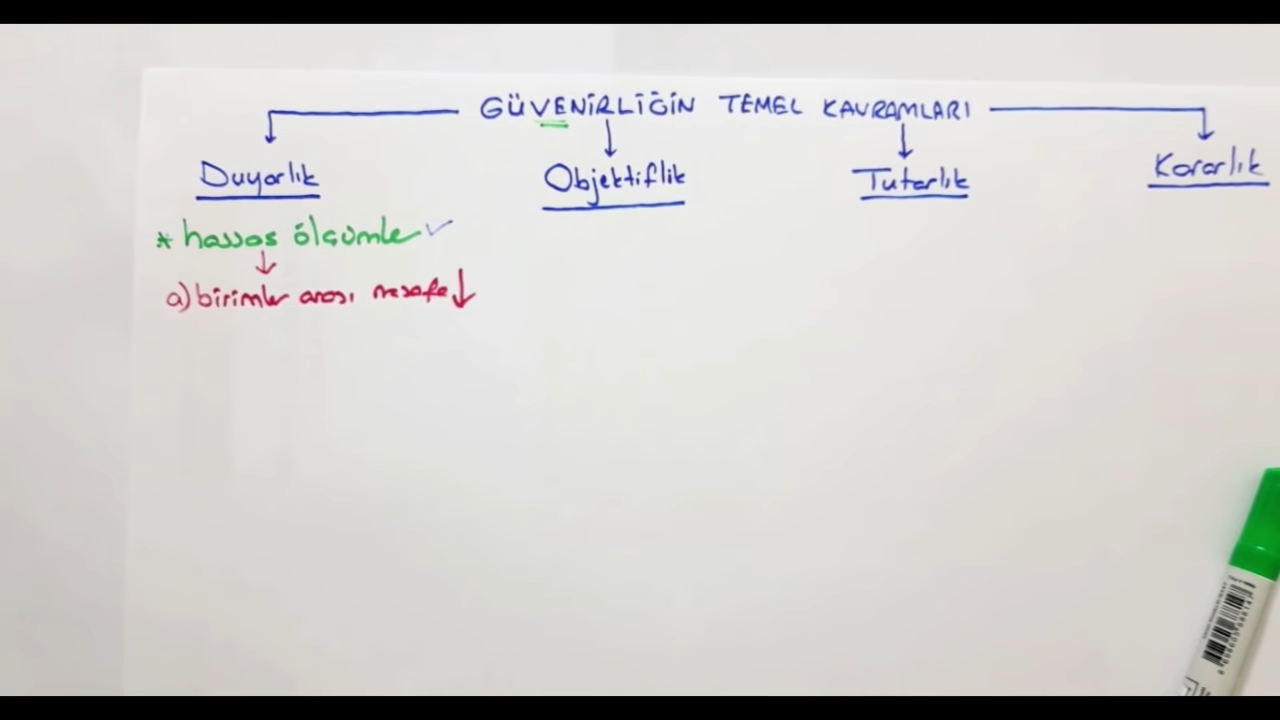 GÜVENİRLİĞİN TEMEL KAVRAMLARI
Duyarlık Objektiflik Tutarlık Kararlık
* hassas ölçümler
a) birimler arası mesafe ↓